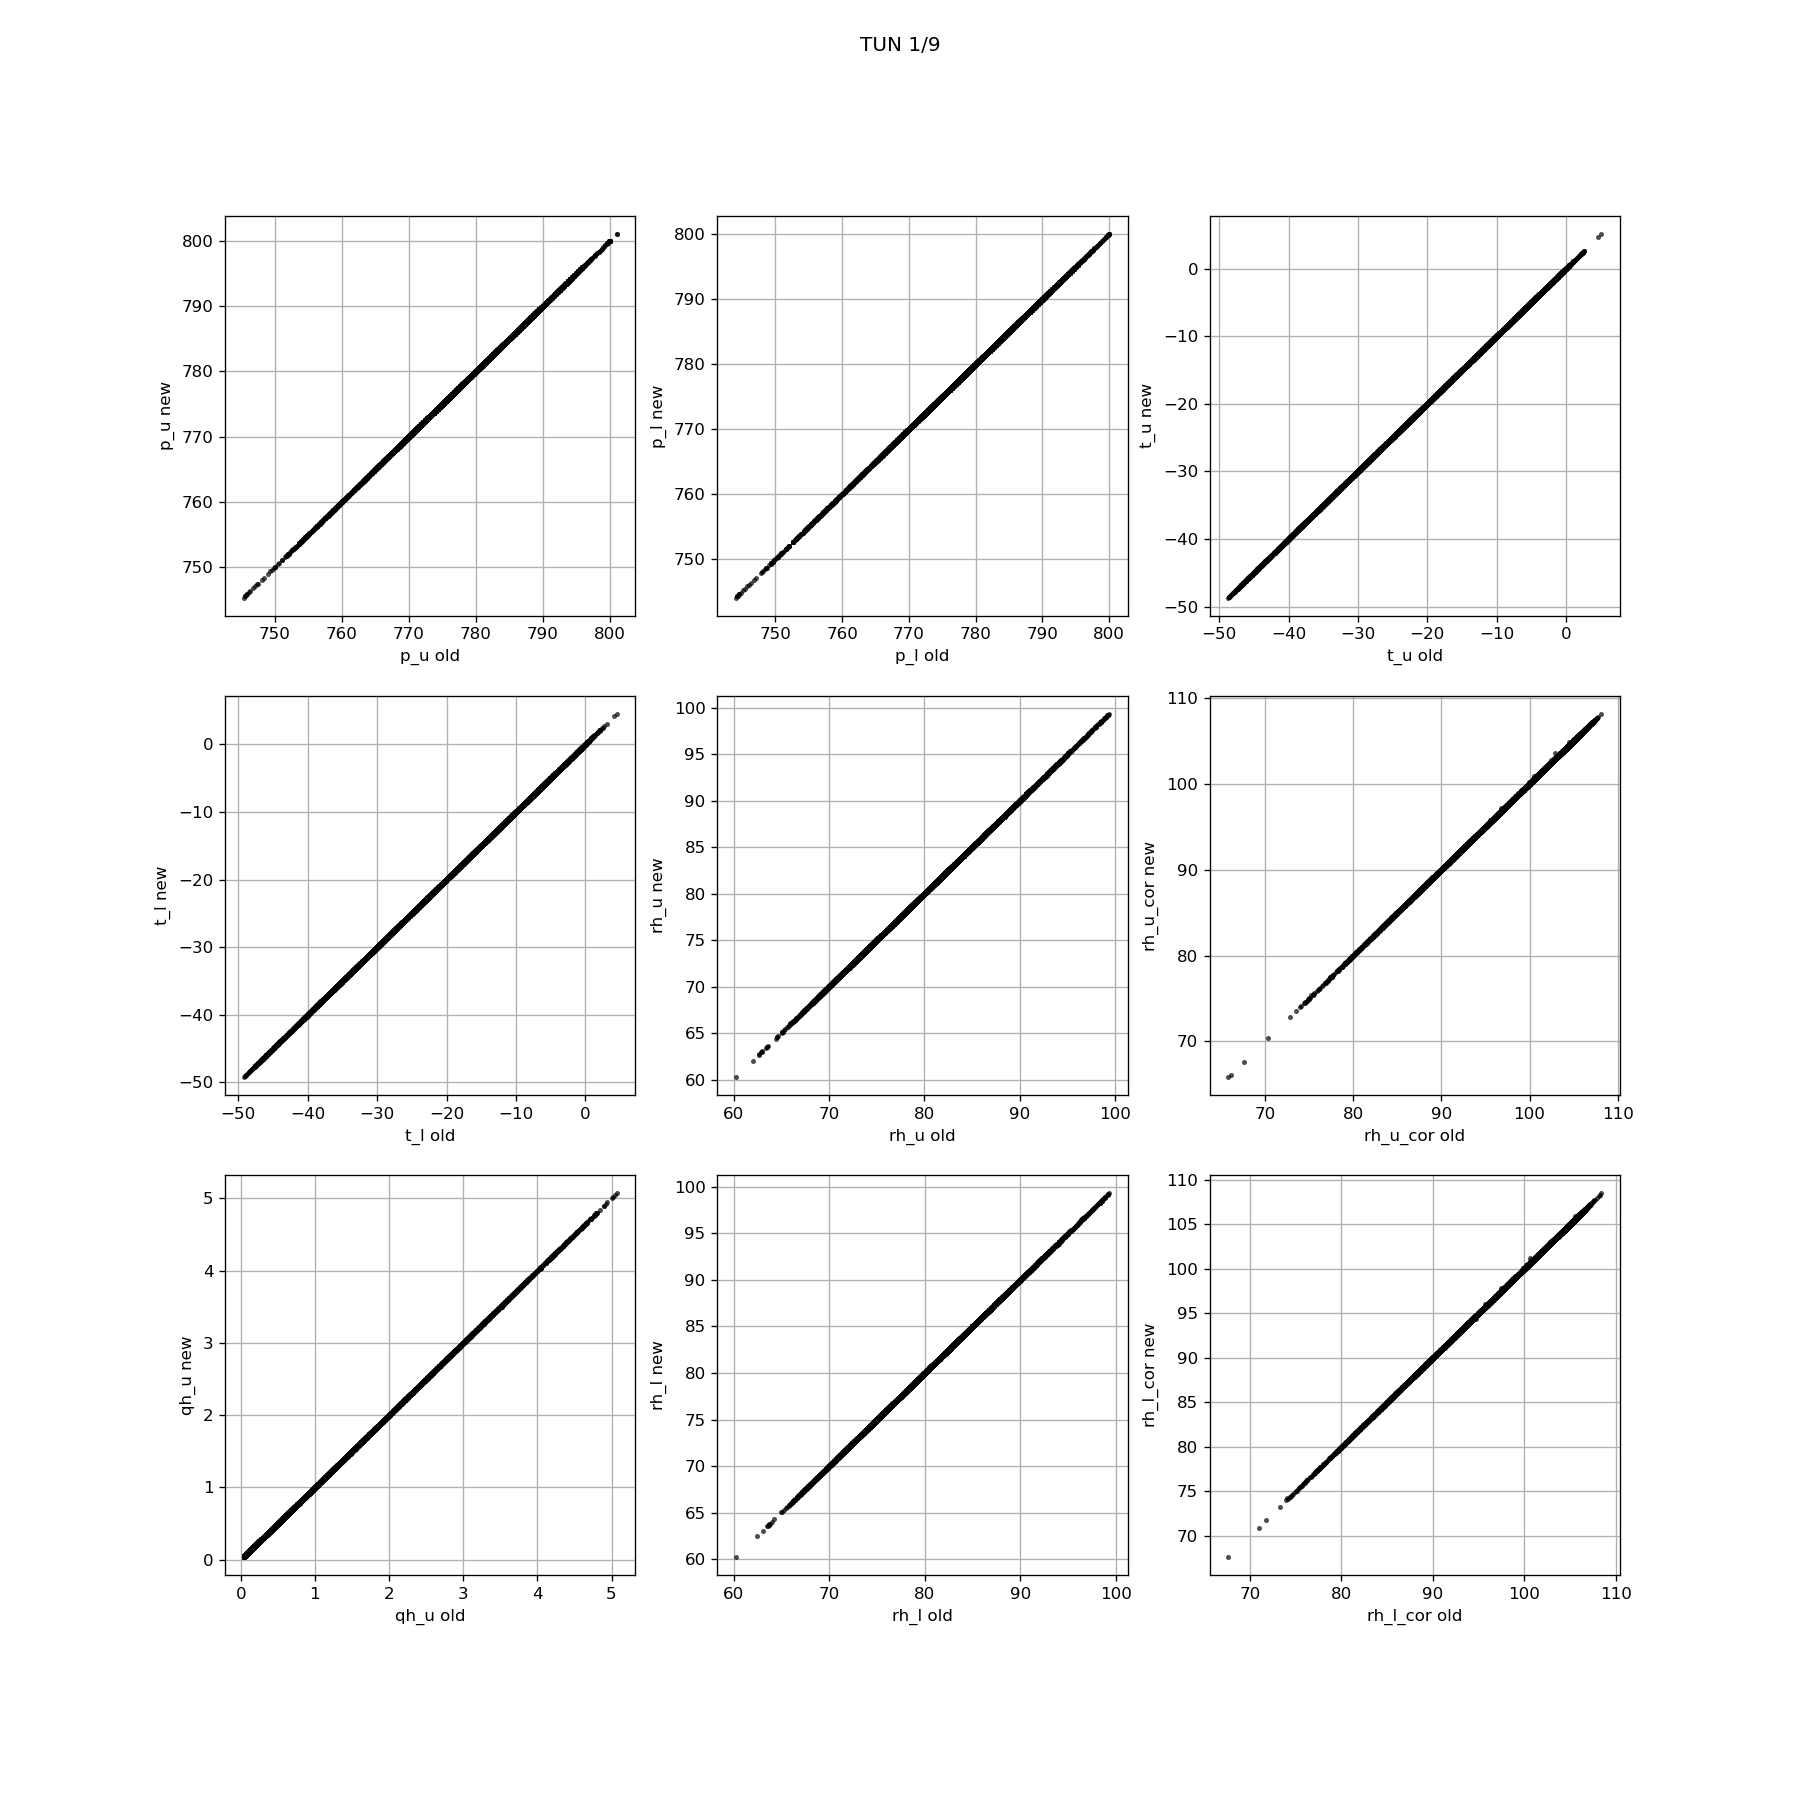 TUN 1/9
800
790
780
770
760
750
p_u new
750 760 770 780 790 800
p_u old
800
790
780
770
760
750
p_l new
750 760 770 780 790 800
p_l old
0
−10
−20
−30
−40
−50
t_u new
−50 −40 −30 −20 −10 0
t_u old
0
−10
−20
−30
−40
−50
t_l new
−50 −40 −30 −20 −10 0
t_l old
100
95
90
85
80
75
70
65
60
rh_u new
60 70 80 90 100
rh_u old
110
100
90
80
70
rh_u_cor new
70 80 90 100 110
rh_u_cor old
5
4
3
2
1
0
qh_u new
0 1 2 3 4 5
qh_u old
100
95
90
85
80
75
70
65
60
rh_l new
60 70 80 90 100
rh_l old
110
105
100
95
90
85
80
75
70
rh_l_cor new
70 80 90 100 110
rh_l_cor old